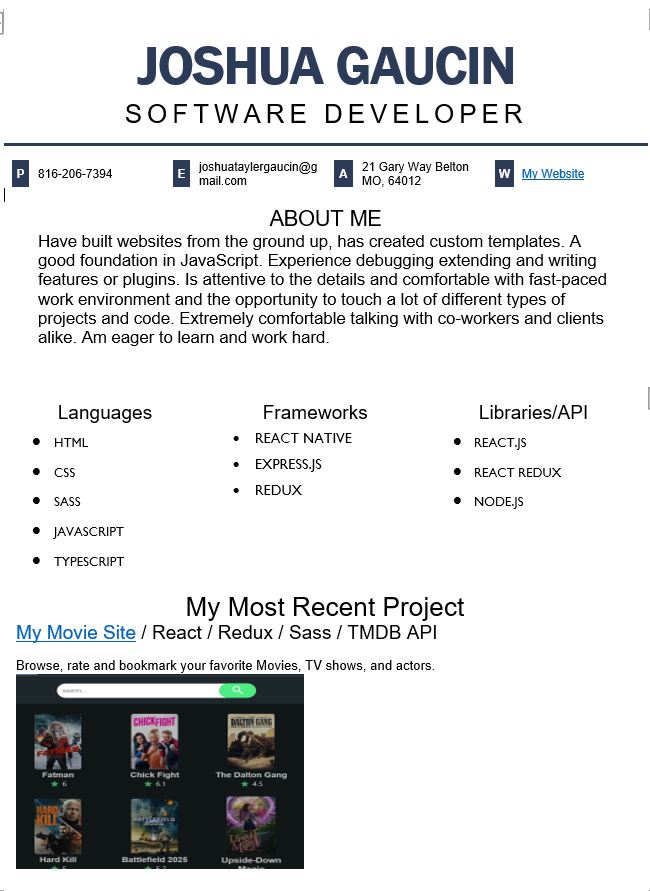 JOSHUA GAUCIN
SOFTWARE DEVELOPER
P 816-206-7394 E joshuataylergaucin@g A 21 Gary Way Belton W My Website
mail.com MO, 64012
ABOUT ME
Have built websites from the ground up, has created custom templates. A
good foundation in JavaScript. Experience debugging extending and writing
features or plugins. Is attentive to the details and comfortable with fast-paced
work environment and the opportunity to touch a lot of different types of
projects and code. Extremely comfortable talking with co-workers and clients
alike. Am eager to learn and work hard.
Languages
• HTML
• CSS
• SASS
• JAVASCRIPT
• TYPESCRIPT
Frameworks
• REACT NATIVE
• EXPRESS.JS
• REDUX
Libraries/API
• REACT.JS
• REACT REDUX
• NODE.JS
My Most Recent Project
My Movie Site / React / Redux / Sass / TMDB API
Browse, rate and bookmark your favorite Movies, TV shows, and actors.
search...
FATMAN
CHICKFIGHT
DALTON GANG
Fatman Chick Fight The Dalton Gang
★ 6 ★ 6.1 ★ 4.5
HARD KILL
Hard Kill Battlefield 2025 Upside-Down
Magic